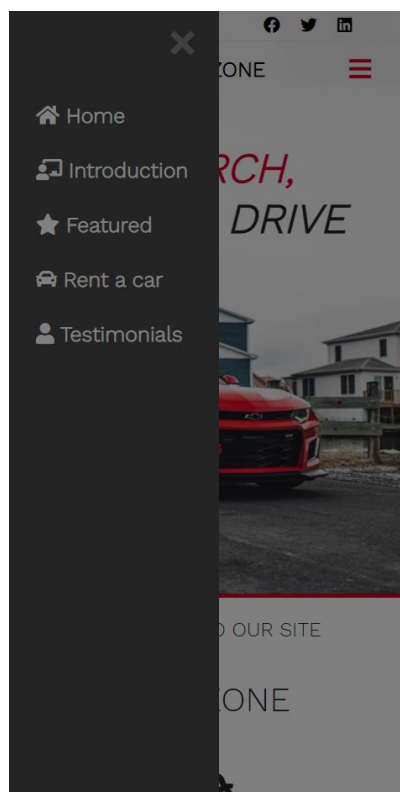 ZONE
Home
RCH,
Introduction
DRIVE
Featured
Rent a car
Testimonials
O OUR SITE
ZONE